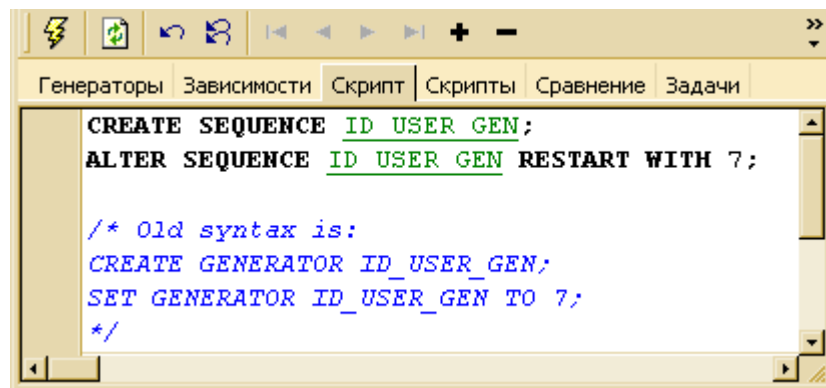 Генераторы Зависимости Скрипт Скрипты Сравнение Задачи
CREATE SEQUENCE ID_USER_GEN;
ALTER SEQUENCE ID_USER_GEN RESTART WITH 7;
/* Old syntax is:
CREATE GENERATOR ID_USER_GEN;
SET GENERATOR ID_USER_GEN TO 7;
*/